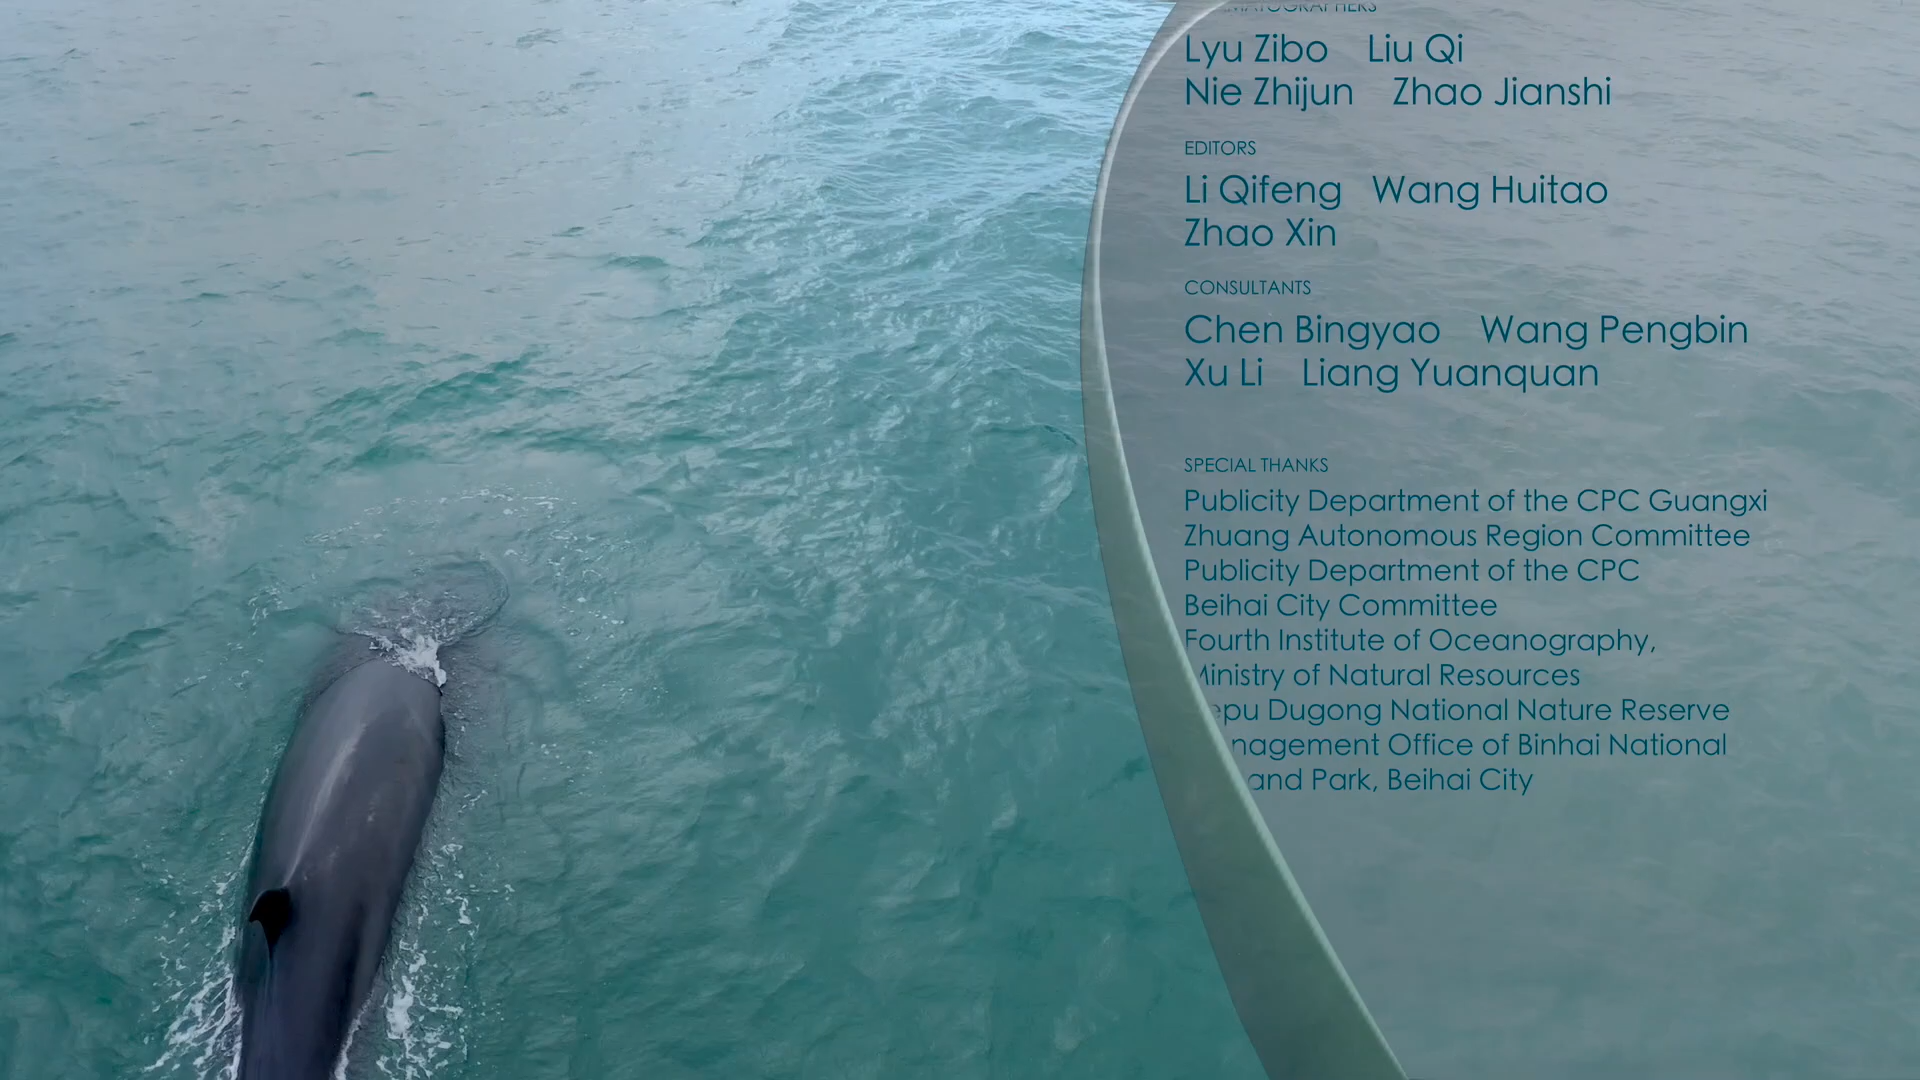 Lyu Zibo Liu Qi
Nie Zhijun Zhao Jianshi
EDITORS
Li Qifeng Wang Huitao
Zhao Xin
CONSULTANTS
Chen Bingyao Wang Pengbin
Xu Li Liang Yuanquan
SPECIAL THANKS
Publicity Department of the CPC Guangxi
Zhuang Autonomous Region Committee
Publicity Department of the CPC
Beihai City Committee
Fourth Institute of Oceanography,
Ministry of Natural Resources
Dugong National Nature Reserve
Office of Binhai National
Park, Beihai City